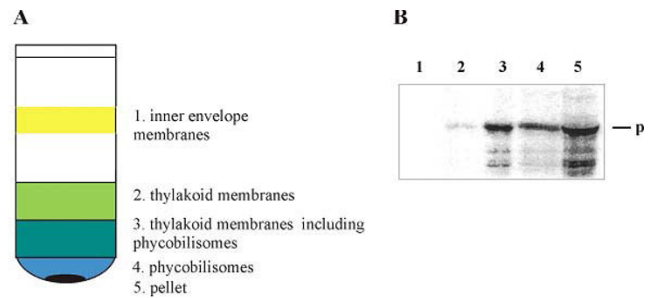 A
1. inner envelope
membranes
2. thylakoid membranes
3. thylakoid membranes including
phycobilisomes
4. phycobilisomes
5. pellet
B
1 2 3 4 5
p